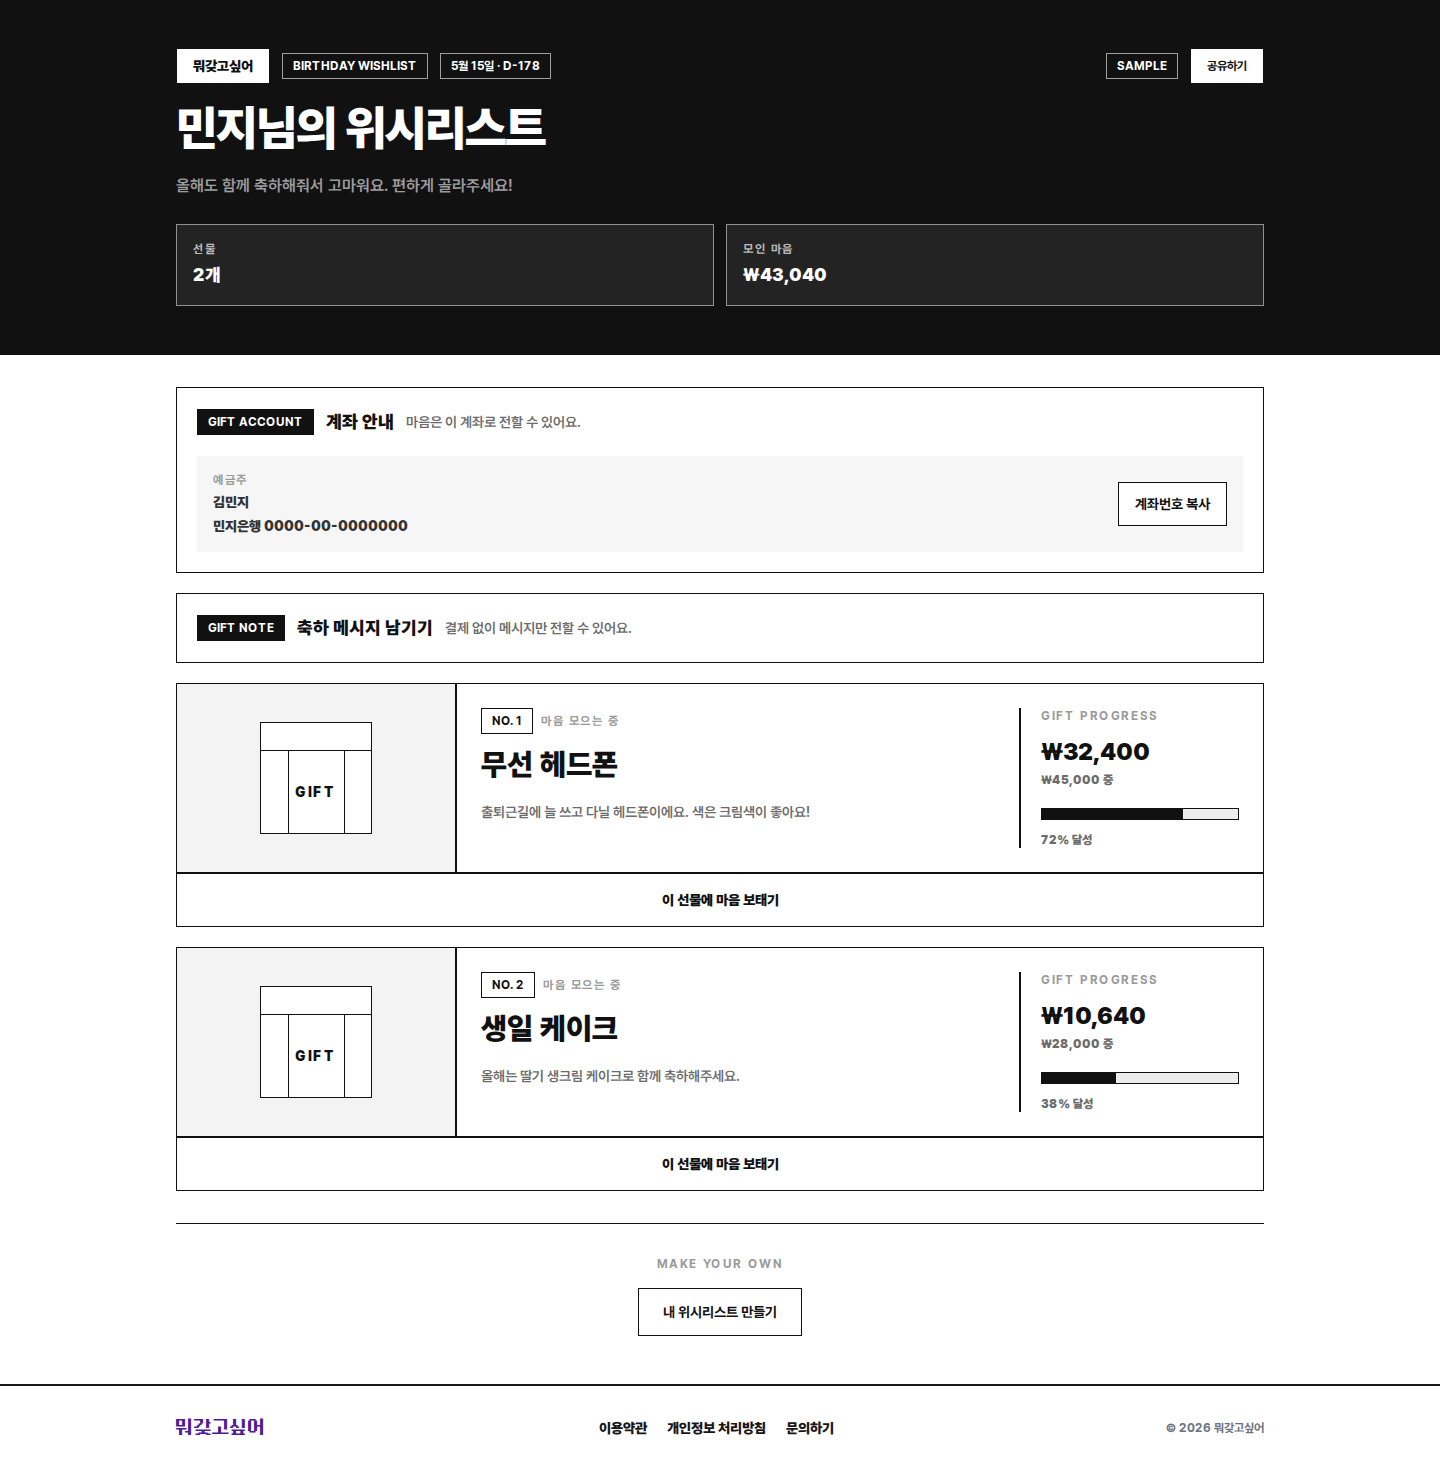 뭐갖고싶어 BIRTHDAY WISHLIST 5월 15일 · D-178 SAMPLE 공유하기
민지님의 위시리스트
올해도 함께 축하해줘서 고마워요. 편하게 골라주세요!
선물
2개
모인 마음
₩43,040
GIFT ACCOUNT 계좌 안내 마음은 이 계좌로 전할 수 있어요.
예금주
김민지
민지은행 0000-00-0000000
계좌번호 복사
GIFT NOTE 축하 메시지 남기기 결제 없이 메시지만 전할 수 있어요.
GIFT
NO. 1 마음 모으는 중
무선 헤드폰
출퇴근길에 늘 쓰고 다닐 헤드폰이에요. 색은 크림색이 좋아요!
GIFT PROGRESS
₩32,400
₩45,000 중
72% 달성
이 선물에 마음 보태기
GIFT
NO. 2 마음 모으는 중
생일 케이크
올해는 딸기 생크림 케이크로 함께 축하해주세요.
GIFT PROGRESS
₩10,640
₩28,000 중
38% 달성
이 선물에 마음 보태기
MAKE YOUR OWN
내 위시리스트 만들기
뭐갖고싶어 이용약관 개인정보 처리방침 문의하기 © 2026 뭐갖고싶어